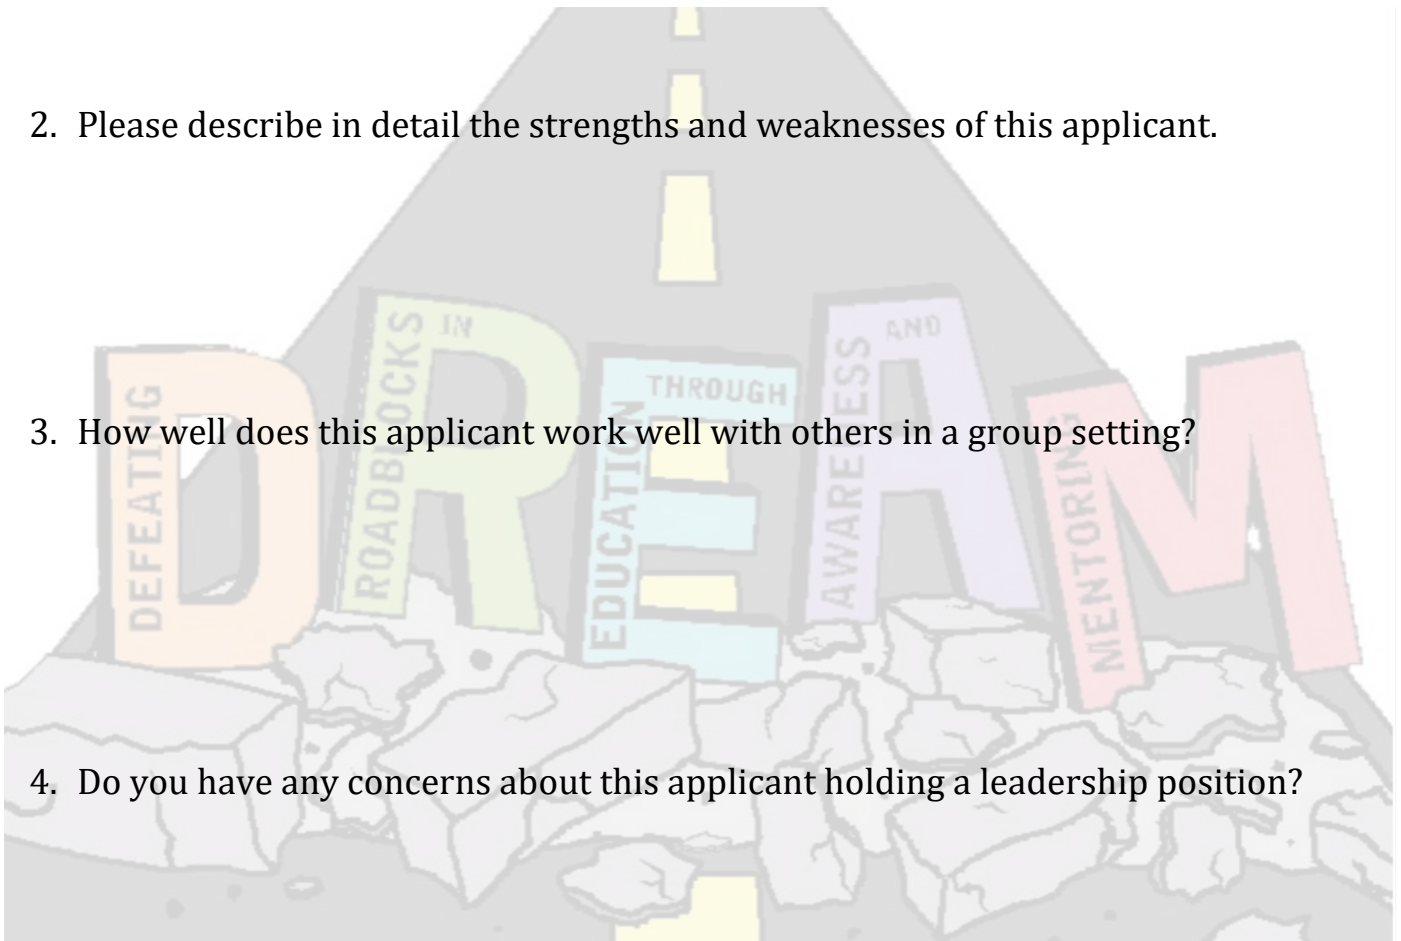 2. Please describe in detail the strengths and weaknesses of this applicant.
DEFEATING
ROADBLOCKS IN
EDUCATION THROUGH
AWARENESS AND
MENTORING
3. How well does this applicant work well with others in a group setting?
4. Do you have any concerns about this applicant holding a leadership position?